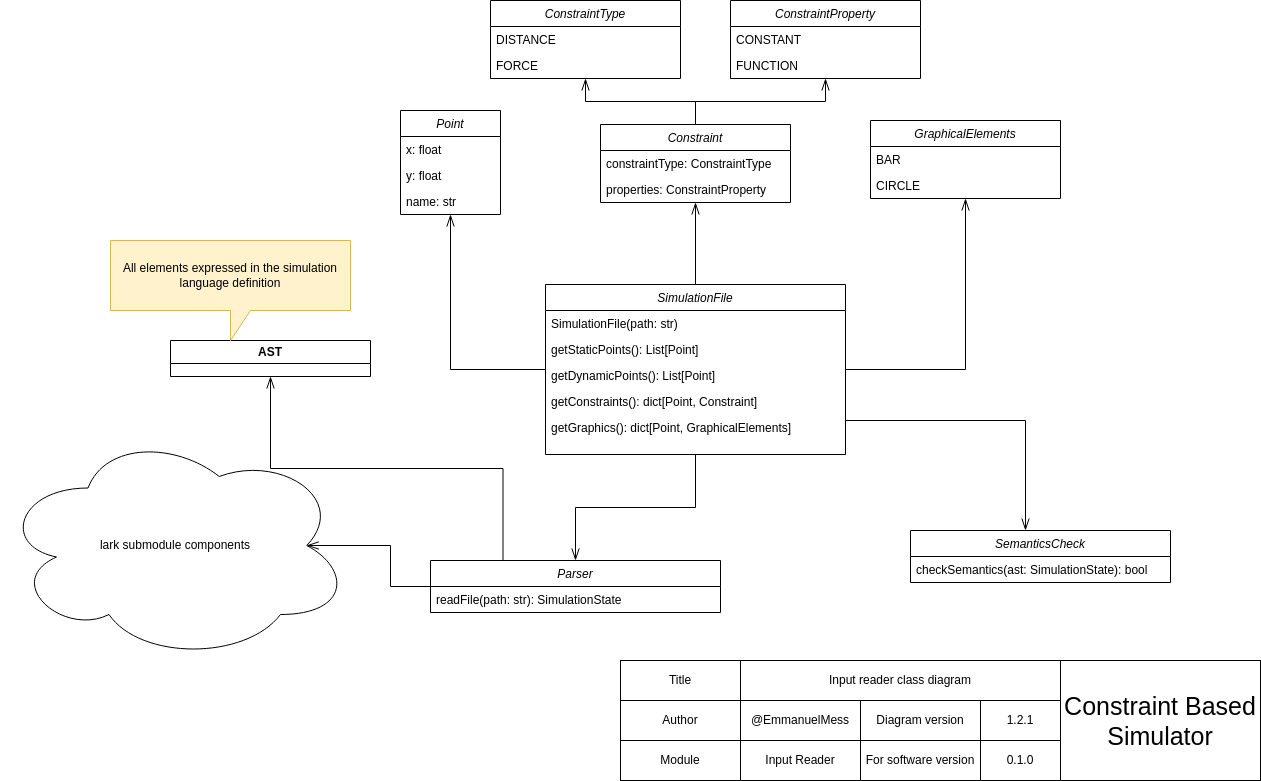 ConstraintType
DISTANCE
FORCE
ConstraintProperty
CONSTANT
FUNCTION
Point
x: float
y: float
name: str
Constraint
constraintType: ConstraintType
properties: ConstraintProperty
GraphicalElements
BAR
CIRCLE
All elements expressed in the simulation
language definition
AST
SimulationFile
SimulationFile(path: str)
getStaticPoints(): List[Point]
getDynamicPoints(): List[Point]
getConstraints(): dict[Point, Constraint]
getGraphics(): dict[Point, GraphicalElements]
lark submodule components
Parser
readFile(path: str): SimulationState
SemanticsCheck
checkSemantics(ast: SimulationState): bool
Title
Input reader class diagram
Author
@EmmanuelMess
Diagram version
1.2.1
Module
Input Reader
For software version
0.1.0
Constraint Based
Simulator